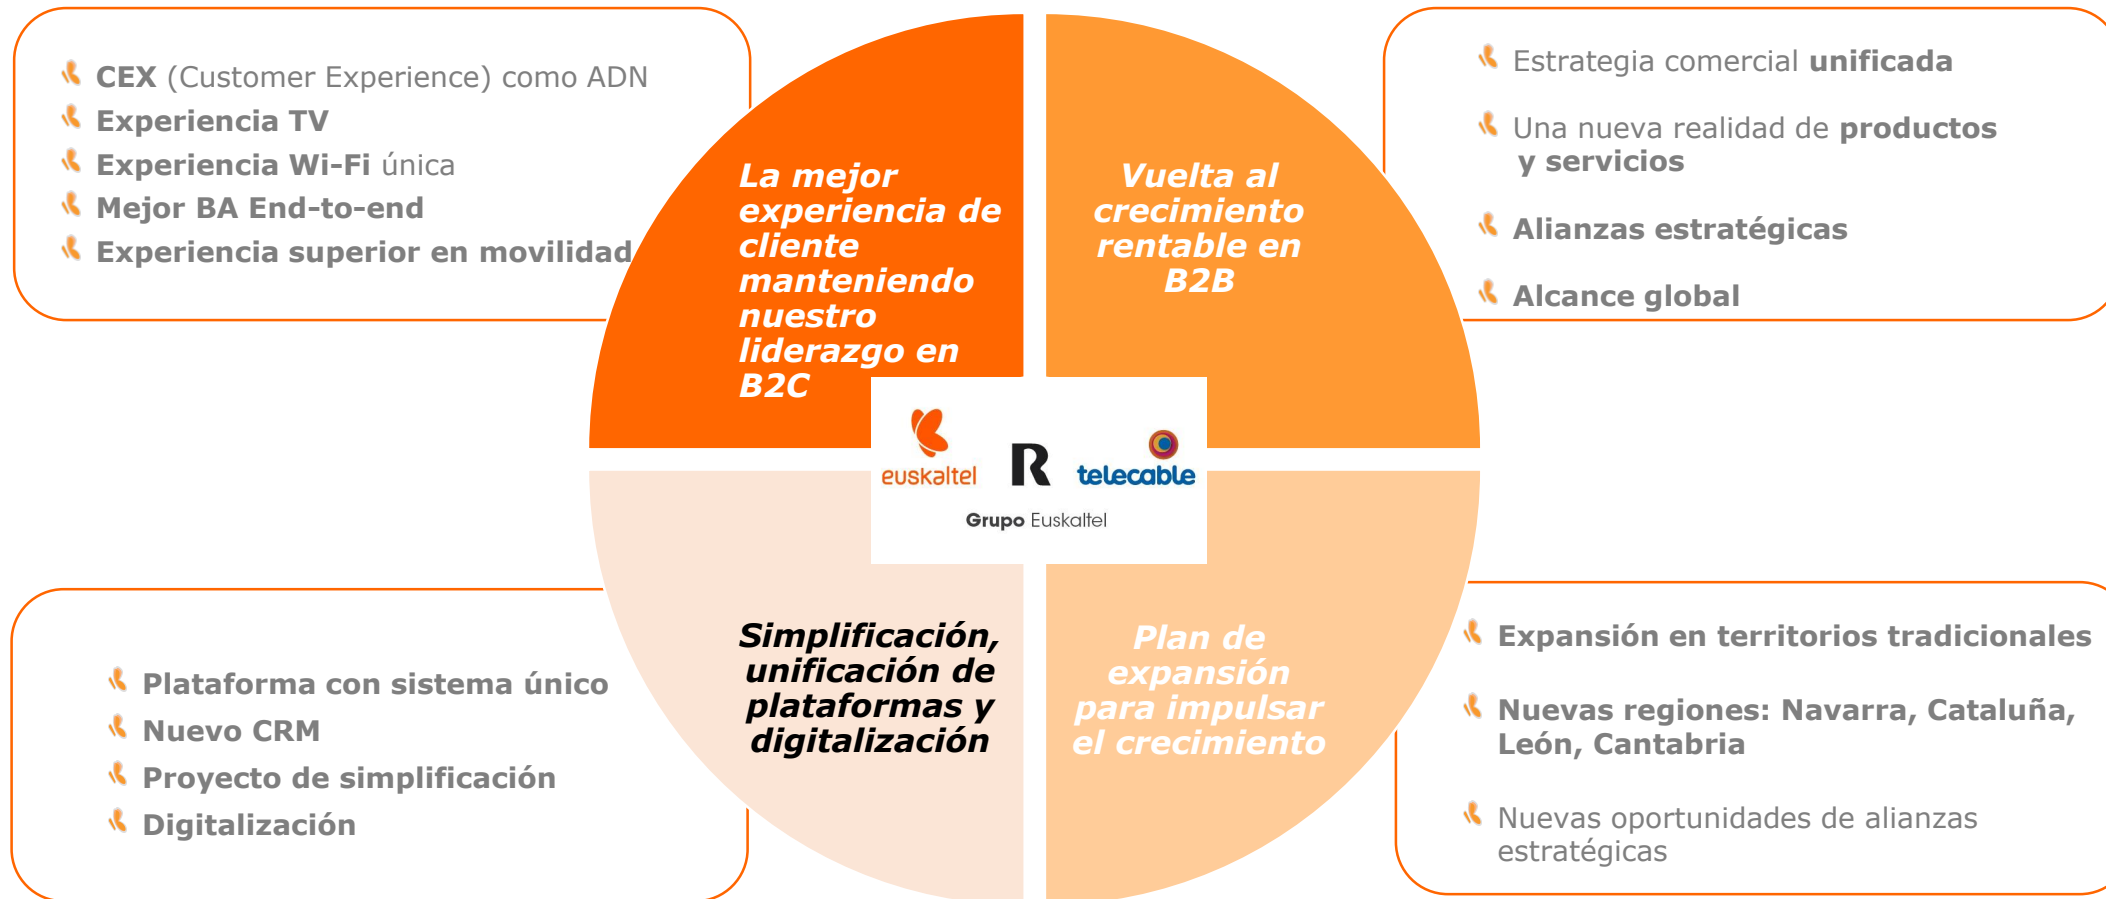 CEX (Customer Experience) como ADN
Experiencia TV
Experiencia Wi-Fi única
Mejor BA End-to-end
Experiencia superior en movilidad
La mejor
experiencia de
cliente
manteniendo
nuestro
liderazgo en
B2C
Vuelta al
crecimiento
rentable en
B2B
Estrategia comercial unificada
Una nueva realidad de productos
y servicios
Alianzas estratégicas
Alcance global
euskaltel R telecable
Grupo Euskaltel
Plataforma con sistema único
Nuevo CRM
Proyecto de simplificación
Digitalización
Simplificación,
unificación de
plataformas y
digitalización
Plan de
expansión
para impulsar
el crecimiento
Expansión en territorios tradicionales
Nuevas regiones: Navarra, Cataluña,
León, Cantabria
Nuevas oportunidades de alianzas
estratégicas